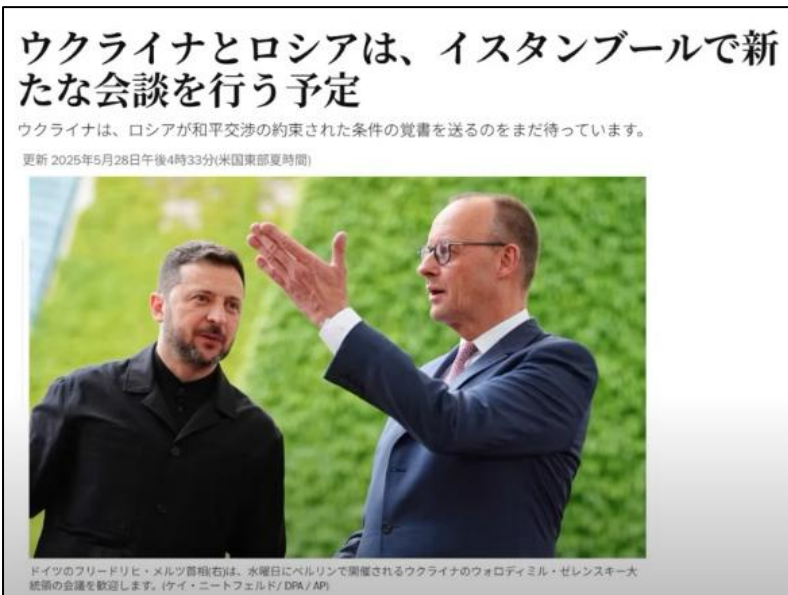 ウクライナとロシアは、イスタンブールで新
たな会談を行う予定
ウクライナは、ロシアが和平交渉の約束された条件の覚書を送るのをまだ待っています。
更新 2025年5月28日午後4時33分(米国東部夏時間)
ドイツのフリードリヒ・メルツ首相(右)は、水曜日にベルリンで開催されるウクライナのウォロディミル・ゼレンスキー大
統領の会議を歓迎します。(ケイ・ニートフェルド/ DPA / AP)